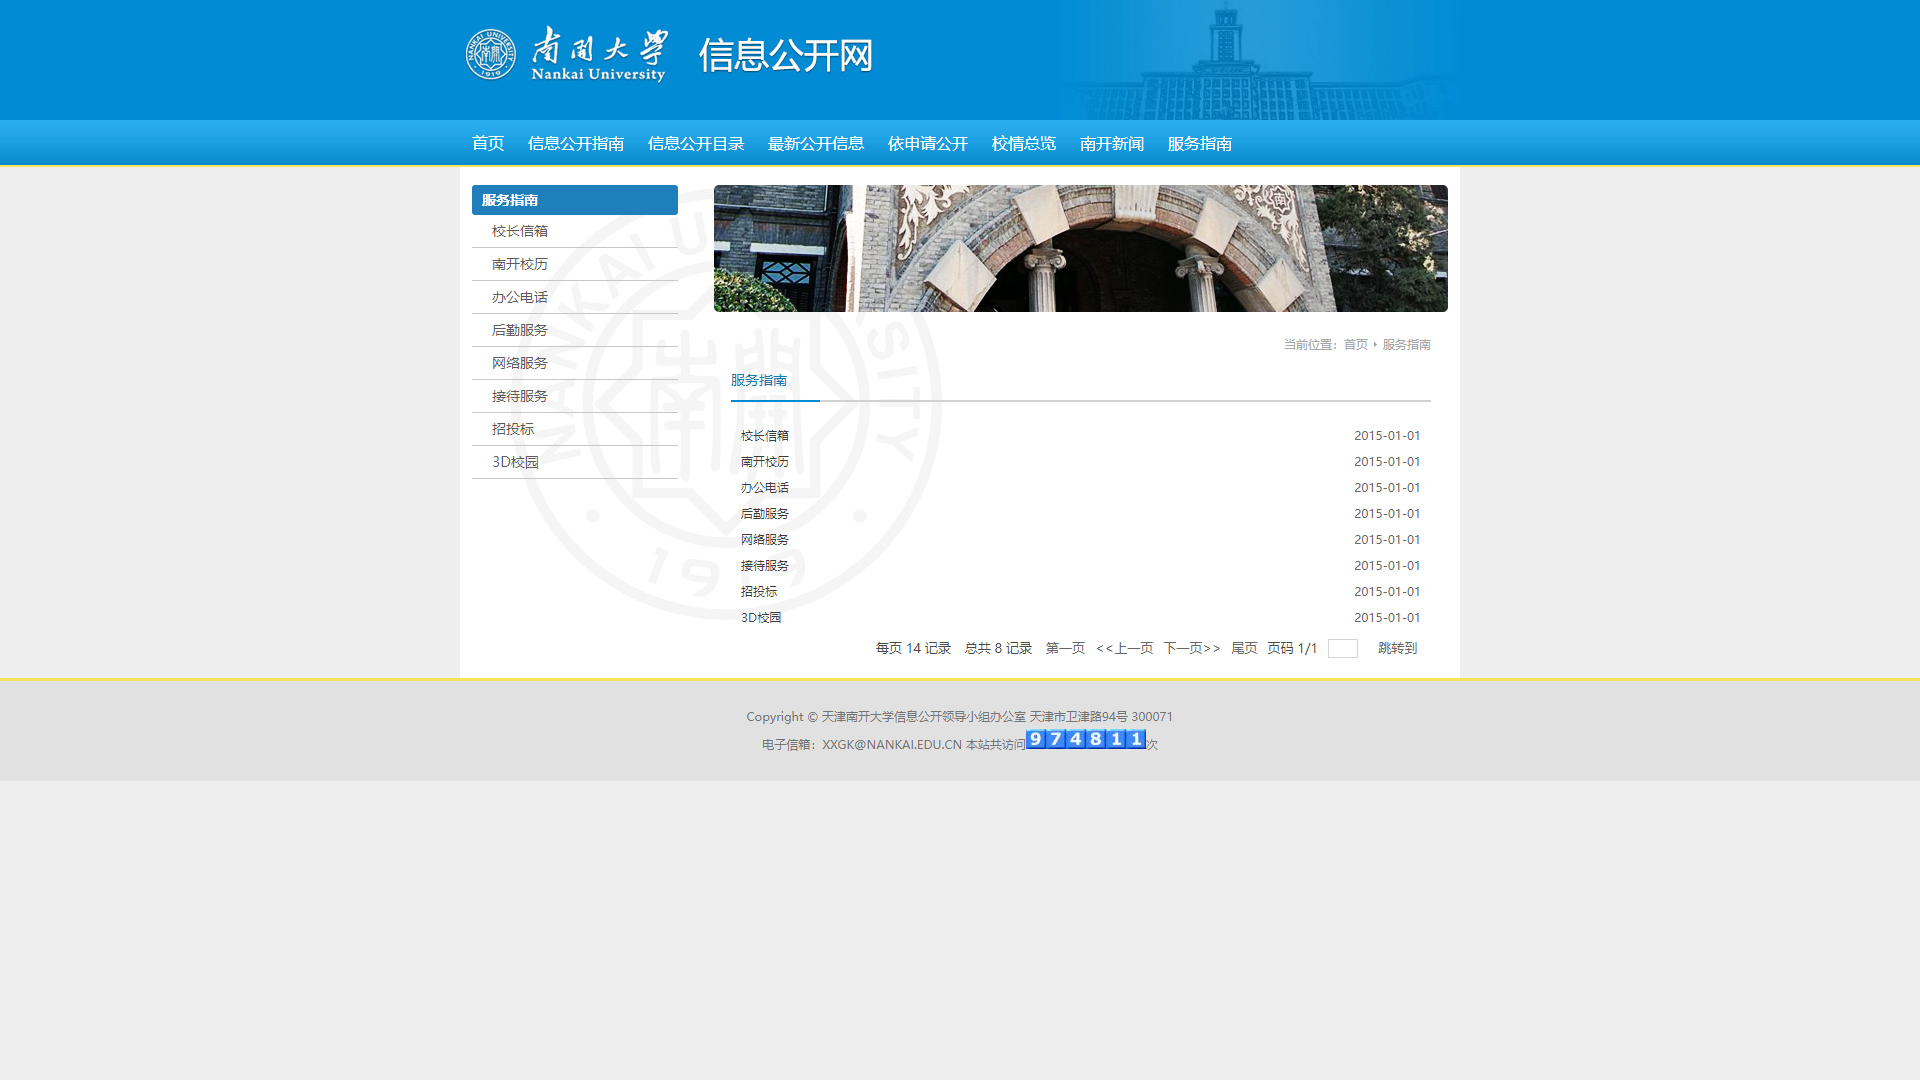 NANKAI UNIVERSITY
1919
南開大学
Nankai University
信息公开网
首页 信息公开指南 信息公开目录 最新公开信息 依申请公开 校情总览 南开新闻 服务指南
服务指南
校长信箱
南开校历
办公电话
后勤服务
网络服务
接待服务
招投标
3D校园
当前位置：首页 服务指南
服务指南
校长信箱 2015-01-01
南开校历 2015-01-01
办公电话 2015-01-01
后勤服务 2015-01-01
网络服务 2015-01-01
接待服务 2015-01-01
招投标 2015-01-01
3D校园 2015-01-01
每页 14 记录 总共 8 记录 第一页 <<上一页 下一页>> 尾页 页码 1/1 跳转到
Copyright © 天津南开大学信息公开领导小组办公室 天津市卫津路94号 300071
电子信箱：XXGK@NANKAI.EDU.CN 本站共访问974811次